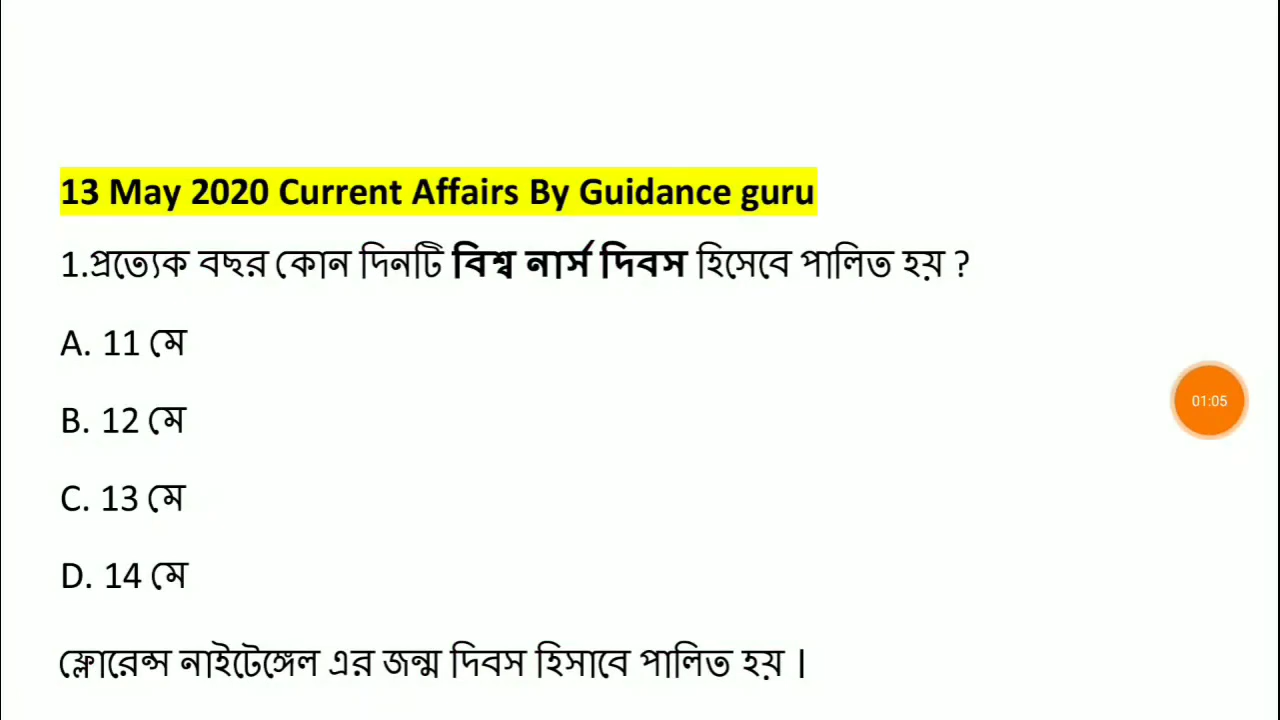 13 May 2020 Current Affairs By Guidance guru
1.প্রত্যেক বছর কোন দিনটি বিশ্ব নার্স দিবস হিসেবে পালিত হয় ?
A. 11 মে
B. 12 মে
C. 13 মে
D. 14 মে
ফ্লোরেন্স নাইটেঙ্গেল এর জন্ম দিবস হিসাবে পালিত হয় ।
01:05